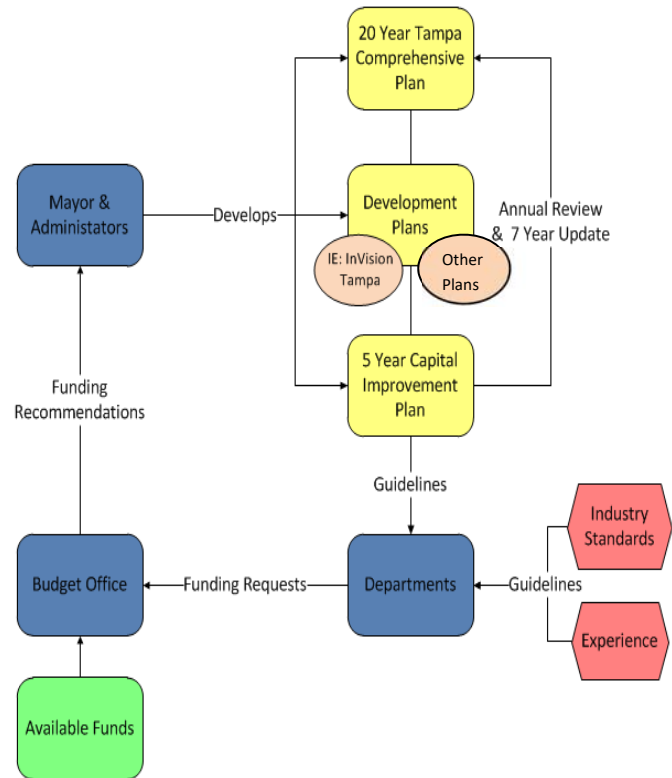 20 Year Tampa
Comprehensive
Plan
Mayor &
Administators
Develops
Development
Plans
IE: InVision
Tampa
Other
Plans
Annual Review
& 7 Year Update
5 Year Capital
Improvement
Plan
Funding
Recommendations
Guidelines
Industry
Standards
Budget Office
Funding Requests
Departments
Guidelines
Experience
Available Funds